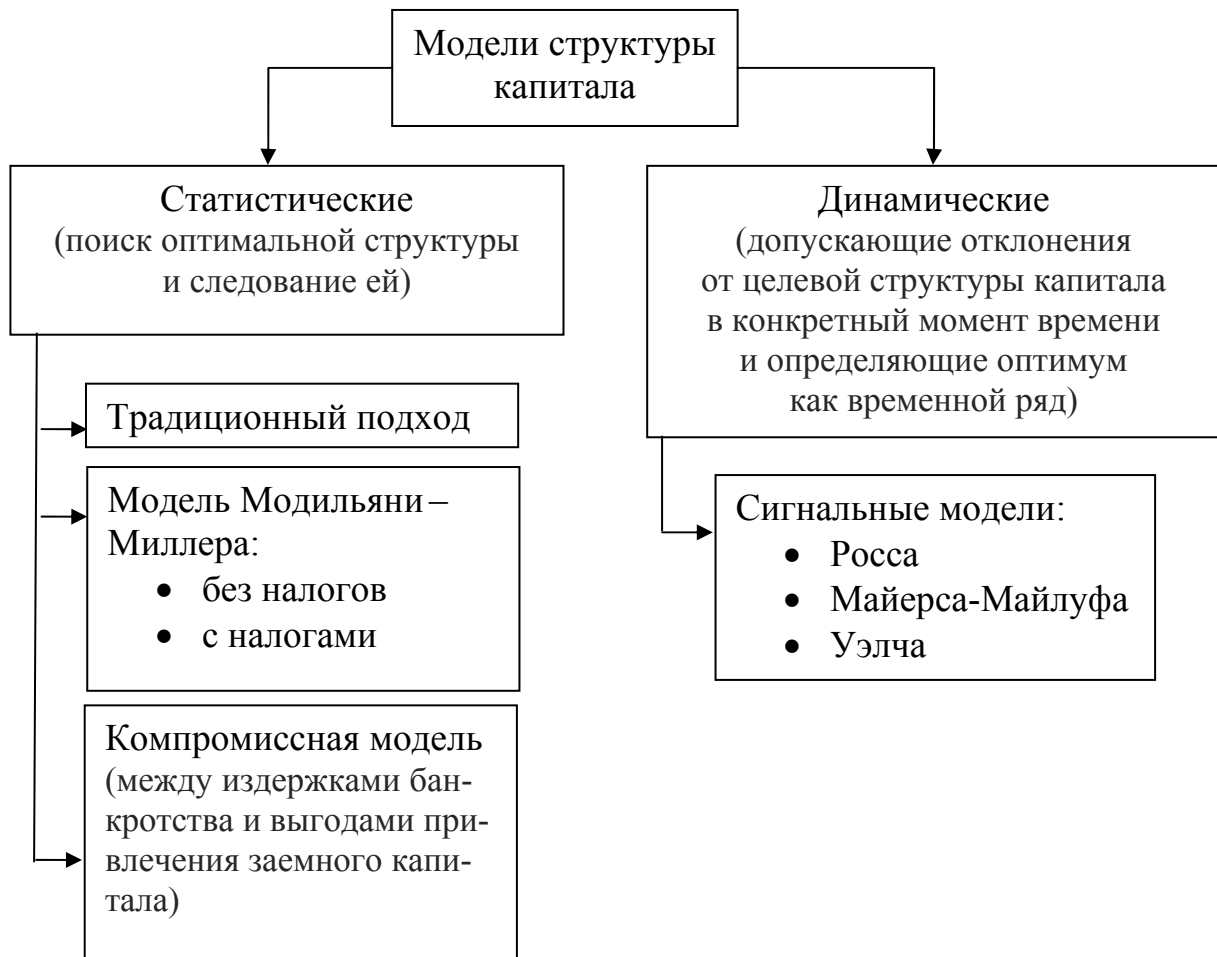 Модели структуры
капитала
Статистические
(поиск оптимальной структуры
и следование ей)
Традиционный подход
Модель Модильяни –
Миллера:
• без налогов
• с налогами
Компромиссная модель
(между издержками бан-
кротства и выгодами при-
влечения заемного капи-
тала)
Динамические
(допускающие отклонения
от целевой структуры капитала
в конкретный момент времени
и определяющие оптимум
как временной ряд)
Сигнальные модели:
• Росса
• Майерса-Майлуфа
• Уэлча